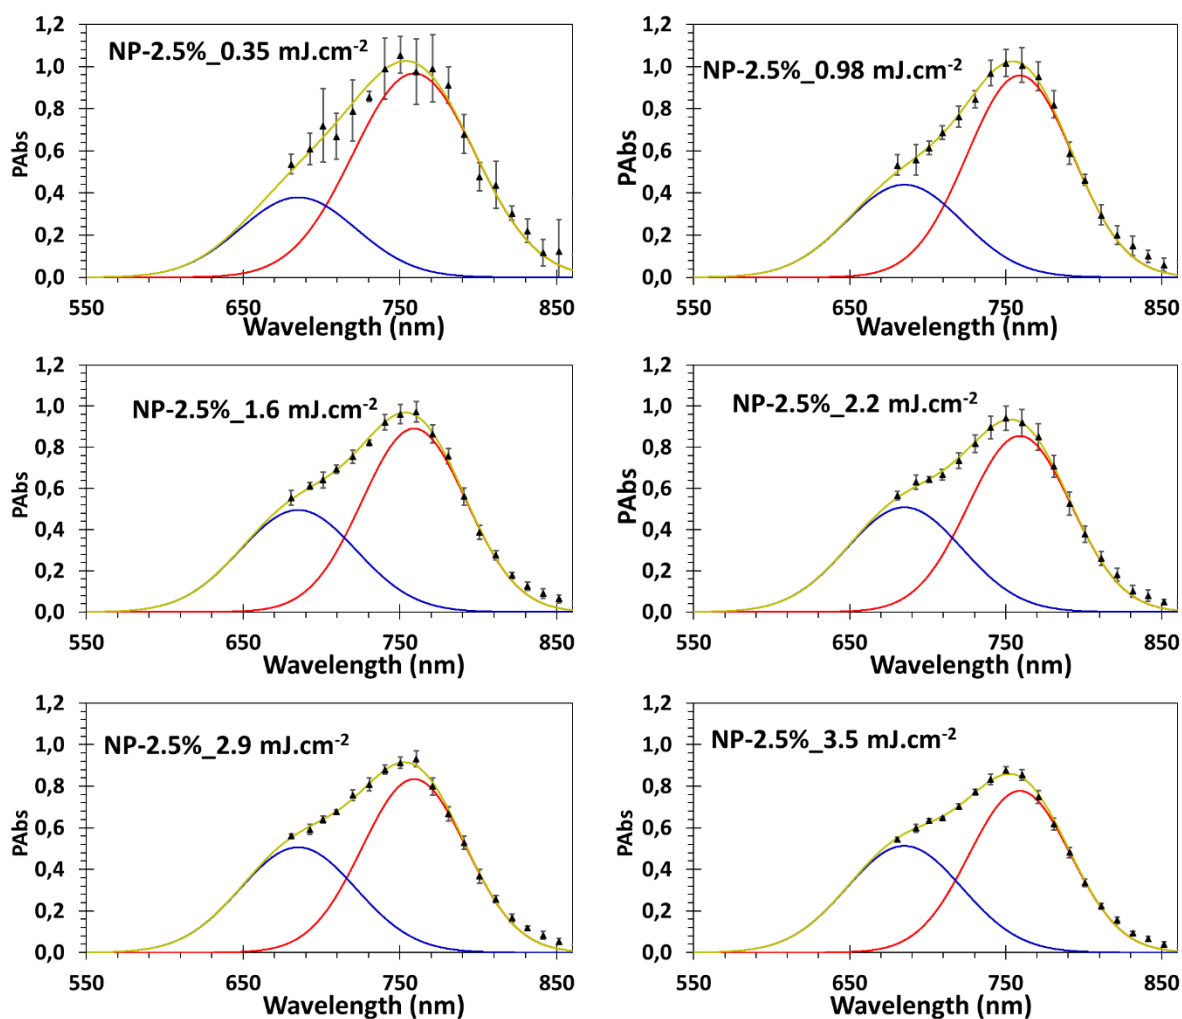 NP-2.5%_0.35 mJ.cm-2
PAbs
1,2
1,0
0,8
0,6
0,4
0,2
0,0
550 650 750 850
Wavelength (nm)
NP-2.5%_0.98 mJ.cm-2
PAbs
1,2
1,0
0,8
0,6
0,4
0,2
0,0
550 650 750 850
Wavelength (nm)
NP-2.5%_1.6 mJ.cm-2
PAbs
1,2
1,0
0,8
0,6
0,4
0,2
0,0
550 650 750 850
Wavelength (nm)
NP-2.5%_2.2 mJ.cm-2
PAbs
1,2
1,0
0,8
0,6
0,4
0,2
0,0
550 650 750 850
Wavelength (nm)
NP-2.5%_2.9 mJ.cm-2
PAbs
1,2
1,0
0,8
0,6
0,4
0,2
0,0
550 650 750 850
Wavelength (nm)
NP-2.5%_3.5 mJ.cm-2
PAbs
1,2
1,0
0,8
0,6
0,4
0,2
0,0
550 650 750 850
Wavelength (nm)